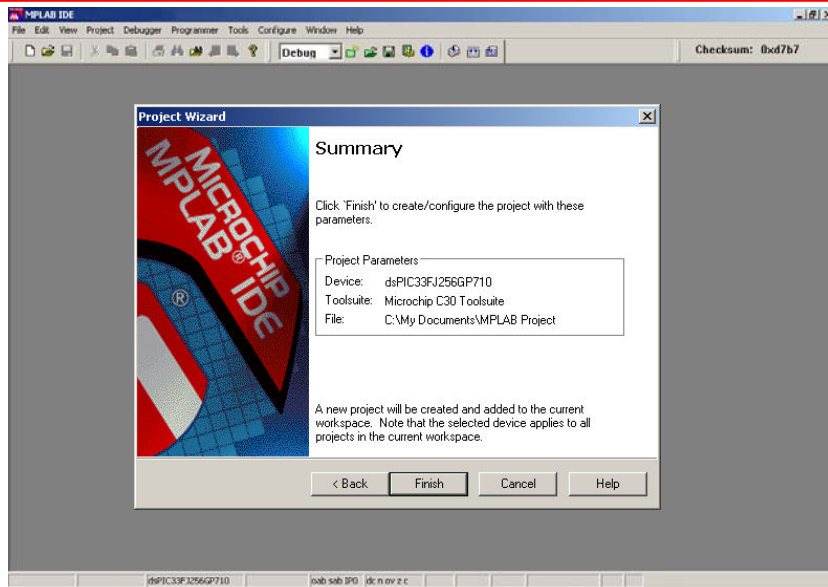 MPLAB IDE
File Edit View Project Debugger Programmer Tools Configure Window Help
Debug
Checksum: 0xd7b7
Project Wizard
MICROCHIP
MPLAB® IDE
®
Summary
Click 'Finish' to create/configure the project with these
parameters.
Project Parameters
Device: dsPIC33FJ256GP710
Toolsuite: Microchip C30 Toolsuite
File: C:\My Documents\MPLAB Project
A new project will be created and added to the current
workspace. Note that the selected device applies to all
projects in the current workspace.
< Back Finish Cancel Help
dsPIC33FJ256GP710 oab sab IP0 dc n ov z c